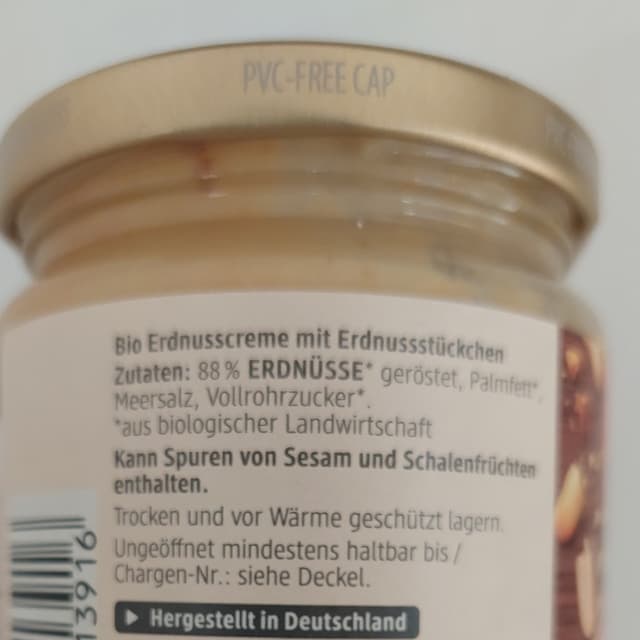 PVC-FREE CAP
Bio Erdnusscreme mit Erdnussstückchen
Zutaten: 88 % ERDNÜSSE* geröstet, Palmfett*,
Meersalz, Vollrohrzucker*.
*aus biologischer Landwirtschaft
Kann Spuren von Sesam und Schalenfrüchten
enthalten.
Trocken und vor Wärme geschützt lagern.
Ungeöffnet mindestens haltbar bis /
Chargen-Nr.: siehe Deckel.
▶ Hergestellt in Deutschland
13916